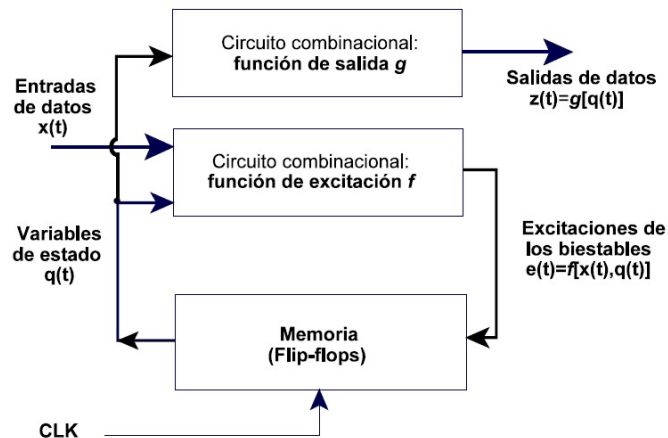 Circuito combinacional:
función de salida g
Entradas
de datos
x(t)
Salidas de datos
z(t)=g[q(t)]
Circuito combinacional:
función de excitación f
Variables
de estado
q(t)
Excitaciones de
los biestables
e(t)=f[x(t),q(t)]
Memoria
(Flip-flops)
CLK